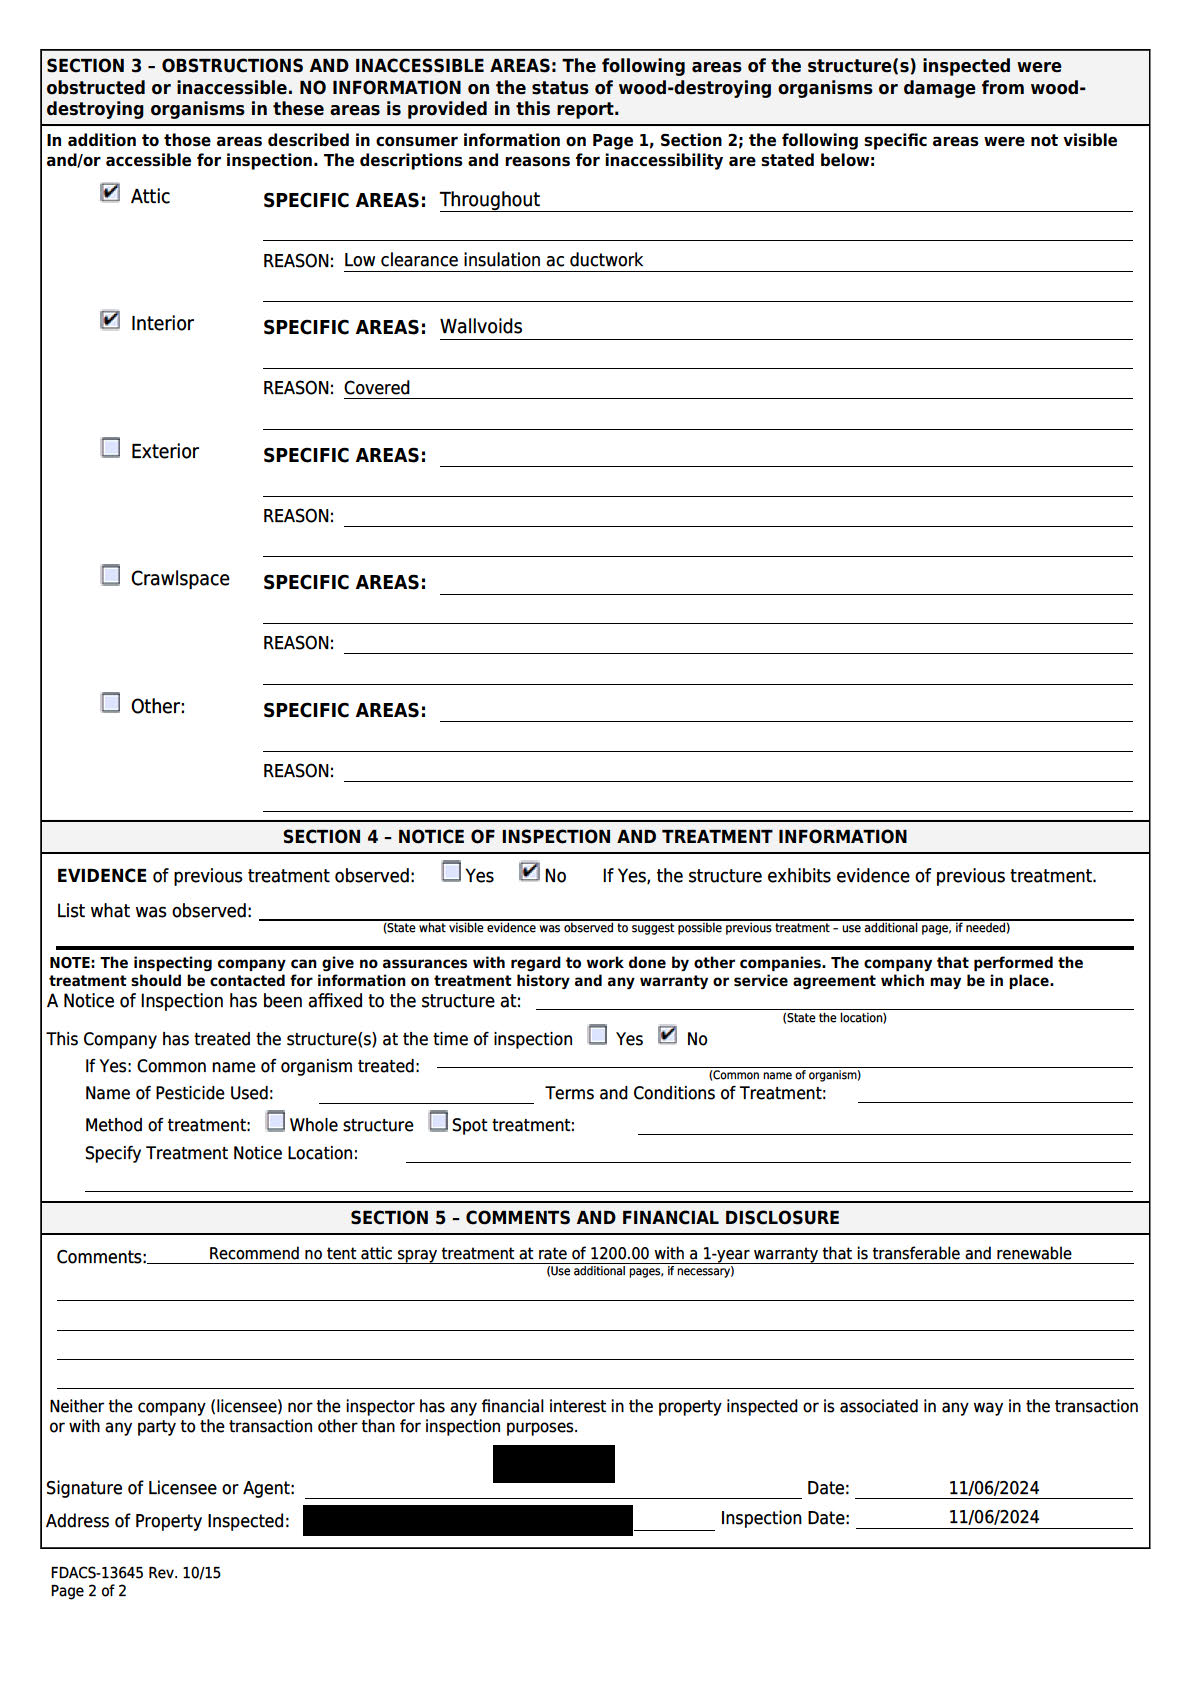 SECTION 3 – OBSTRUCTIONS AND INACCESSIBLE AREAS: The following areas of the structure(s) inspected were
obstructed or inaccessible. NO INFORMATION on the status of wood-destroying organisms or damage from wood-
destroying organisms in these areas is provided in this report.
In addition to those areas described in consumer information on Page 1, Section 2; the following specific areas were not visible
and/or accessible for inspection. The descriptions and reasons for inaccessibility are stated below:
Attic SPECIFIC AREAS: Throughout
REASON: Low clearance insulation ac ductwork
Interior SPECIFIC AREAS: Wallvoids
REASON: Covered
Exterior SPECIFIC AREAS:
REASON:
Crawlspace SPECIFIC AREAS:
REASON:
Other: SPECIFIC AREAS:
REASON:
SECTION 4 – NOTICE OF INSPECTION AND TREATMENT INFORMATION
EVIDENCE of previous treatment observed: Yes No If Yes, the structure exhibits evidence of previous treatment.
List what was observed:
(State what visible evidence was observed to suggest possible previous treatment – use additional page, if needed)
NOTE: The inspecting company can give no assurances with regard to work done by other companies. The company that performed the
treatment should be contacted for information on treatment history and any warranty or service agreement which may be in place.
A Notice of Inspection has been affixed to the structure at:
(State the location)
This Company has treated the structure(s) at the time of inspection Yes No
If Yes: Common name of organism treated:
(Common name of organism)
Name of Pesticide Used: Terms and Conditions of Treatment:
Method of treatment: Whole structure Spot treatment:
Specify Treatment Notice Location:
SECTION 5 – COMMENTS AND FINANCIAL DISCLOSURE
Comments: Recommend no tent attic spray treatment at rate of 1200.00 with a 1-year warranty that is transferable and renewable
(Use additional pages, if necessary)
Neither the company (licensee) nor the inspector has any financial interest in the property inspected or is associated in any way in the transaction
or with any party to the transaction other than for inspection purposes.
Signature of Licensee or Agent: Date: 11/06/2024
Address of Property Inspected: Inspection Date: 11/06/2024
FDACS-13645 Rev. 10/15
Page 2 of 2